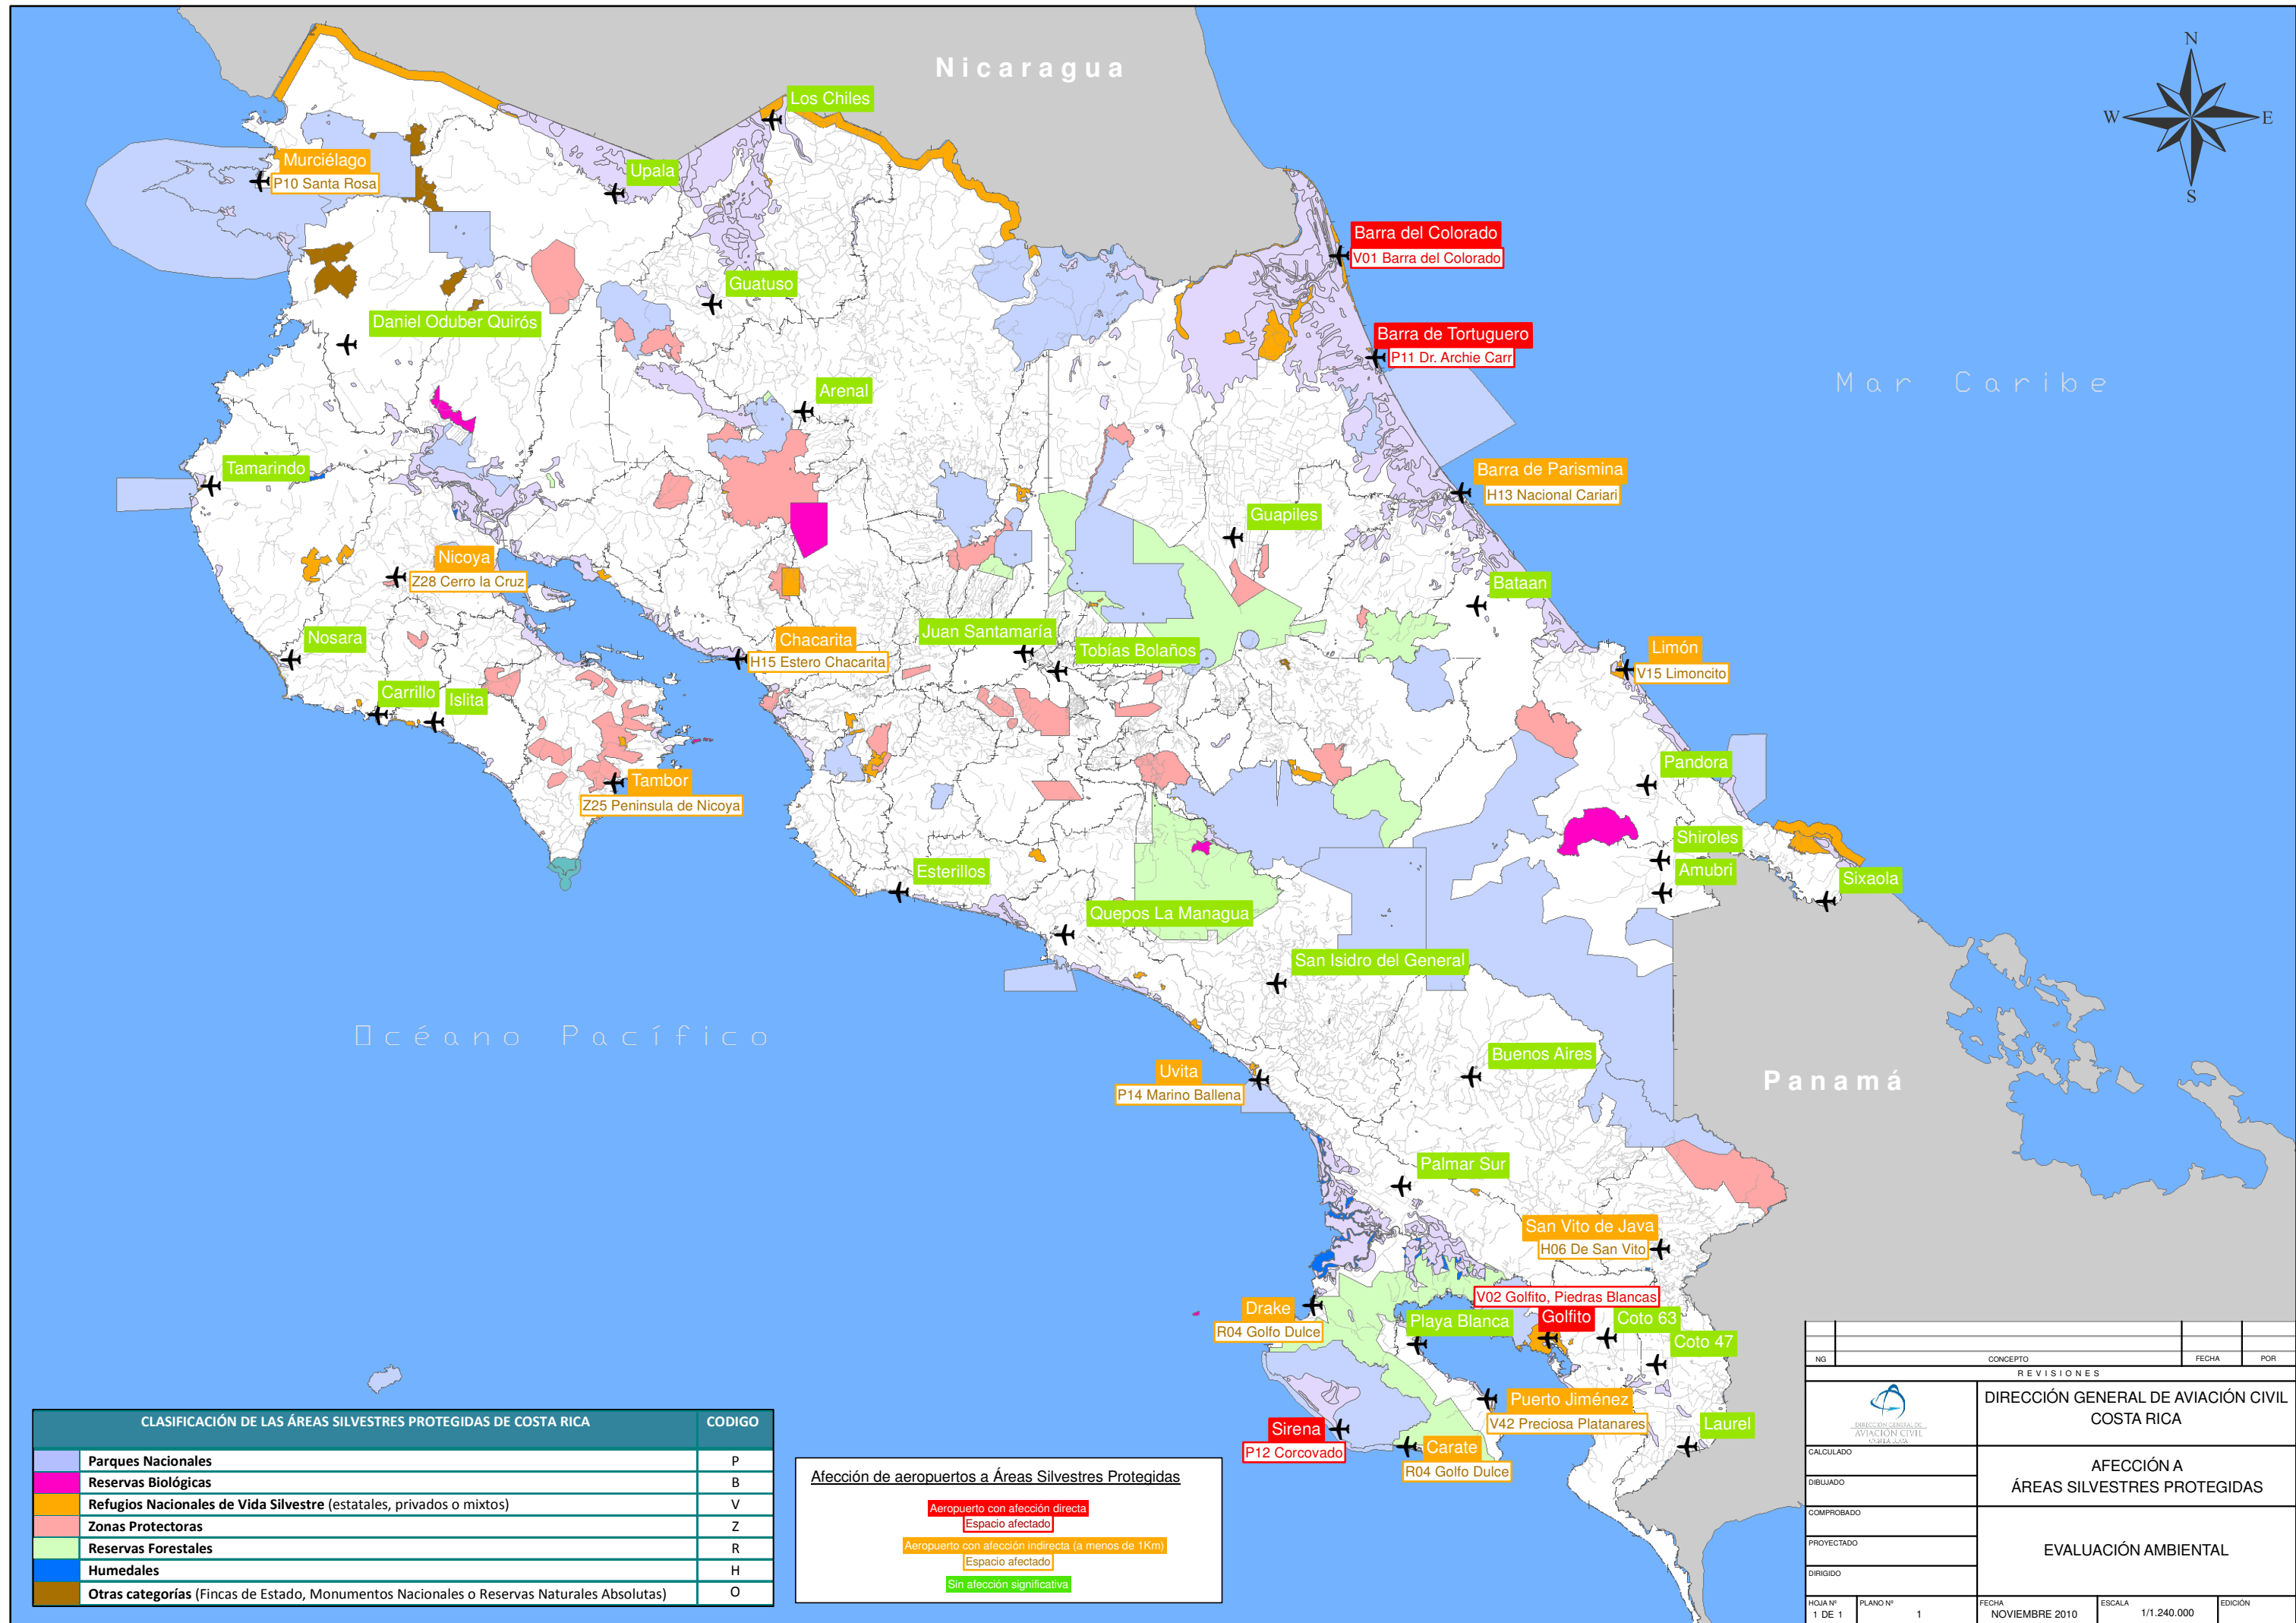 Nicaragua
N
W
E
S
Los Chiles
Murciélago
P10 Santa Rosa
Upala
Barra del Colorado
V01 Barra del Colorado
Guatuso
Daniel Oduber Quirós
Barra de Tortuguero
P11 Dr. Archie Carr
Mar Caribe
Arenal
Tamarindo
Barra de Parismina
H13 Nacional Cariari
Guapiles
Nicoya
Z28 Cerro la Cruz
Bataan
Nosara
Chacarita
H15 Estero Chacarita
Juan Santamaría
Tobías Bolaños
Limón
V15 Limoncito
Carrillo
Islita
Tambor
Z25 Peninsula de Nicoya
Pandora
Shiroles
Amubri
Sixaola
Esterillos
Quepos La Managua
San Isidro del General
céano Pacífico
Buenos Aires
Uvita
P14 Marino Ballena
Panamá
Palmar Sur
San Vito de Java
H06 De San Vito
V02 Golfito, Piedras Blancas
Drake
R04 Golfo Dulce
Playa Blanca
Golfito
Coto 63
Coto 47
Puerto Jiménez
V42 Preciosa Platanares
Sirena
P12 Corcovado
Carate
R04 Golfo Dulce
Laurel
CLASIFICACIÓN DE LAS ÁREAS SILVESTRES PROTEGIDAS DE COSTA RICA CODIGO
Parques Nacionales P
Reservas Biológicas B
Refugios Nacionales de Vida Silvestre (estatales, privados o mixtos) V
Zonas Protectoras Z
Reservas Forestales R
Humedales H
Otras categorías (Fincas de Estado, Monumentos Nacionales o Reservas Naturales Absolutas) O
Afección de aeropuertos a Áreas Silvestres Protegidas
Aeropuerto con afección directa
Espacio afectado
Aeropuerto con afección indirecta (a menos de 1Km)
Espacio afectado
Sin afección significativa
NG CONCEPTO FECHA POR
REVISIONES
DIRECCIÓN GENERAL DE
AVIACIÓN CIVIL
COSTA RICA
DIRECCIÓN GENERAL DE AVIACIÓN CIVIL
COSTA RICA
CALCULADO
DIBUJADO
AFECCIÓN A
ÁREAS SILVESTRES PROTEGIDAS
COMPROBADO
PROYECTADO
DIRIGIDO
EVALUACIÓN AMBIENTAL
HOJA Nº
1 DE 1
PLANO Nº
1
FECHA
NOVIEMBRE 2010
ESCALA
1/1.240.000
EDICIÓN